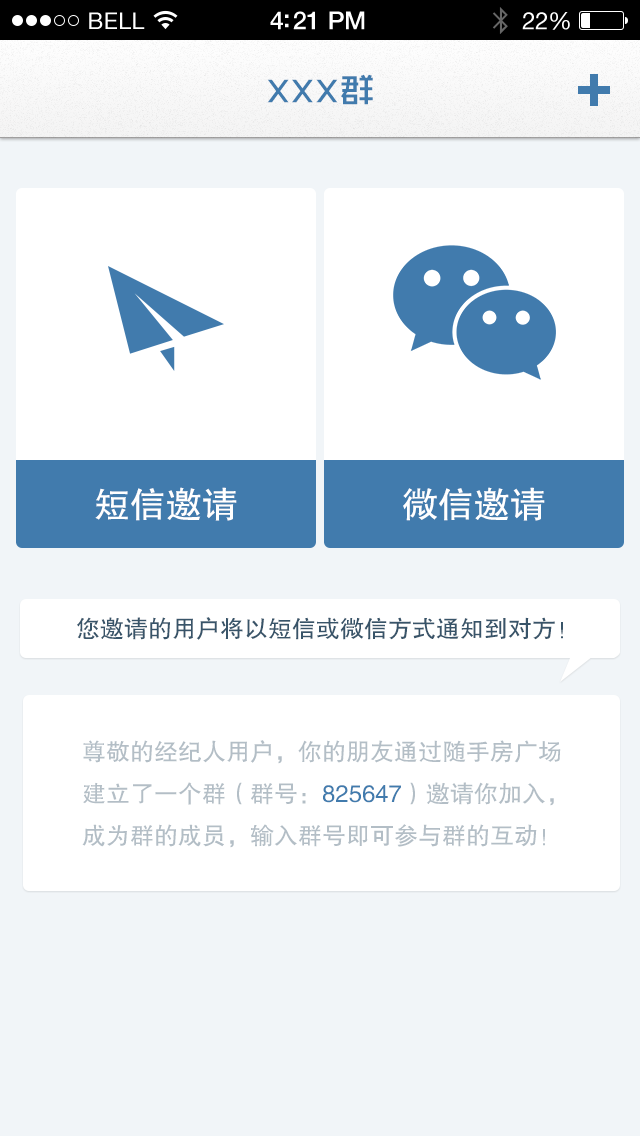 BELL 4:21 PM 22%
XXX群
短信邀请 微信邀请
您邀请的用户将以短信或微信方式通知到对方！
尊敬的经纪人用户，你的朋友通过随手房广场
建立了一个群（群号：825647）邀请你加入，
成为群的成员，输入群号即可参与群的互动！